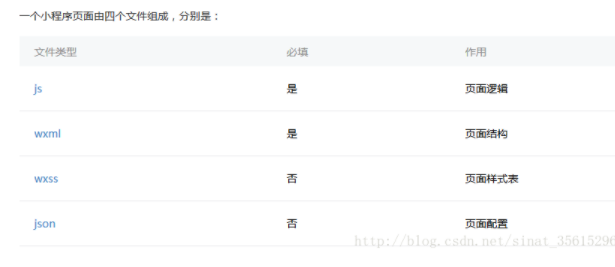 一个小程序页面由四个文件组成，分别是：
文件类型 必填 作用
js 是 页面逻辑
wxml 是 页面结构
wxss 否 页面样式表
json 否 页面配置
http://blog.csdn.net/sinat_35615296